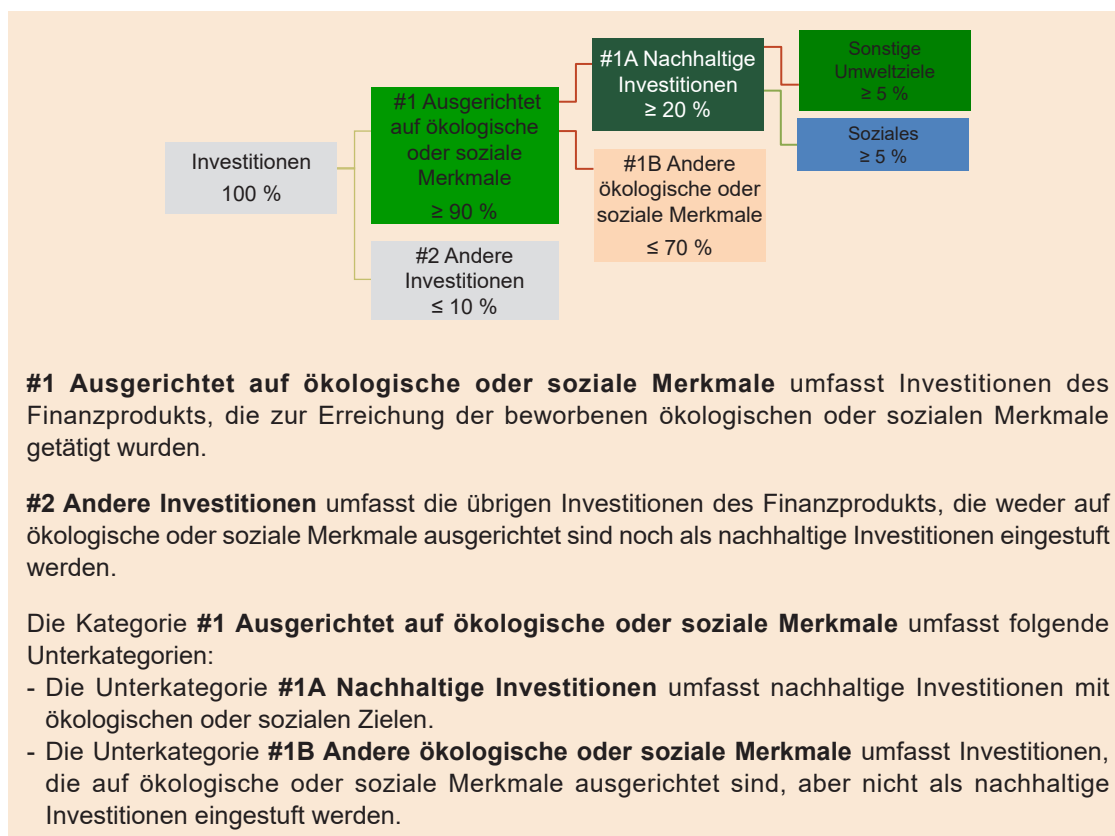 Investitionen
100 %
#1 Ausgerichtet
auf ökologische
oder soziale
Merkmale
≥ 90 %
#2 Andere
Investitionen
≤ 10 %
#1A Nachhaltige
Investitionen
≥ 20 %
#1B Andere
ökologische oder
soziale Merkmale
≤ 70 %
Sonstige
Umweltziele
≥ 5 %
Soziales
≥ 5 %
#1 Ausgerichtet auf ökologische oder soziale Merkmale umfasst Investitionen des
Finanzprodukts, die zur Erreichung der beworbenen ökologischen oder sozialen Merkmale
getätigt wurden.
#2 Andere Investitionen umfasst die übrigen Investitionen des Finanzprodukts, die weder auf
ökologische oder soziale Merkmale ausgerichtet sind noch als nachhaltige Investitionen eingestuft
werden.
Die Kategorie #1 Ausgerichtet auf ökologische oder soziale Merkmale umfasst folgende
Unterkategorien:
- Die Unterkategorie #1A Nachhaltige Investitionen umfasst nachhaltige Investitionen mit
ökologischen oder sozialen Zielen.
- Die Unterkategorie #1B Andere ökologische oder soziale Merkmale umfasst Investitionen,
die auf ökologische oder soziale Merkmale ausgerichtet sind, aber nicht als nachhaltige
Investitionen eingestuft werden.